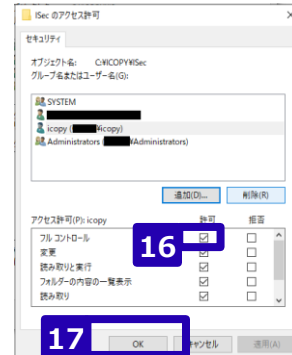 ISec のアクセス許可
セキュリティ
オブジェクト名: C:¥ICOPY¥ISec
グループ名またはユーザー名(G):
SYSTEM
icopy (¥icopy)
Administrators (¥Administrators)
追加(D)... 削除(R)
アクセス許可(P): icopy 許可 拒否
フル コントロール
変更
読み取りと実行
フォルダーの内容の一覧表示
読み取り
16
17
OK キャンセル 適用(A)